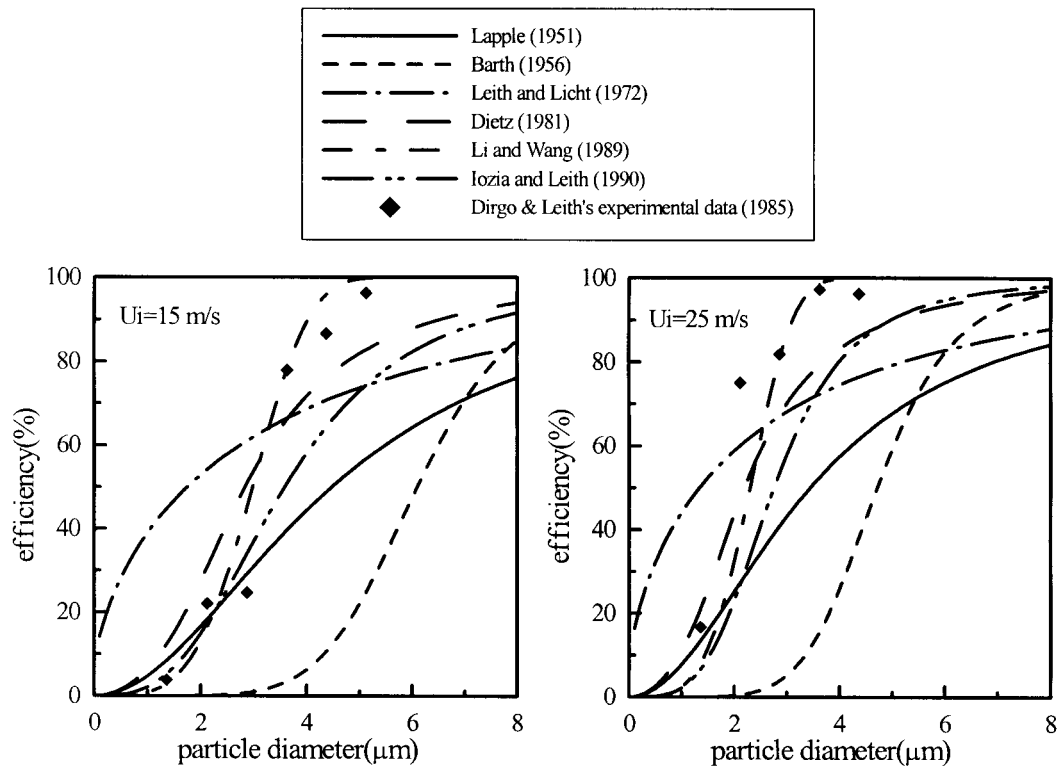 Lapple (1951)
Barth (1956)
Leith and Licht (1972)
Dietz (1981)
Li and Wang (1989)
Iozia and Leith (1990)
Dirgo & Leith's experimental data (1985)
Ui=15 m/s
efficiency(%)
100
80
60
40
20
0
0 2 4 6 8
particle diameter(μm)
Ui=25 m/s
efficiency(%)
100
80
60
40
20
0
0 2 4 6 8
particle diameter(μm)